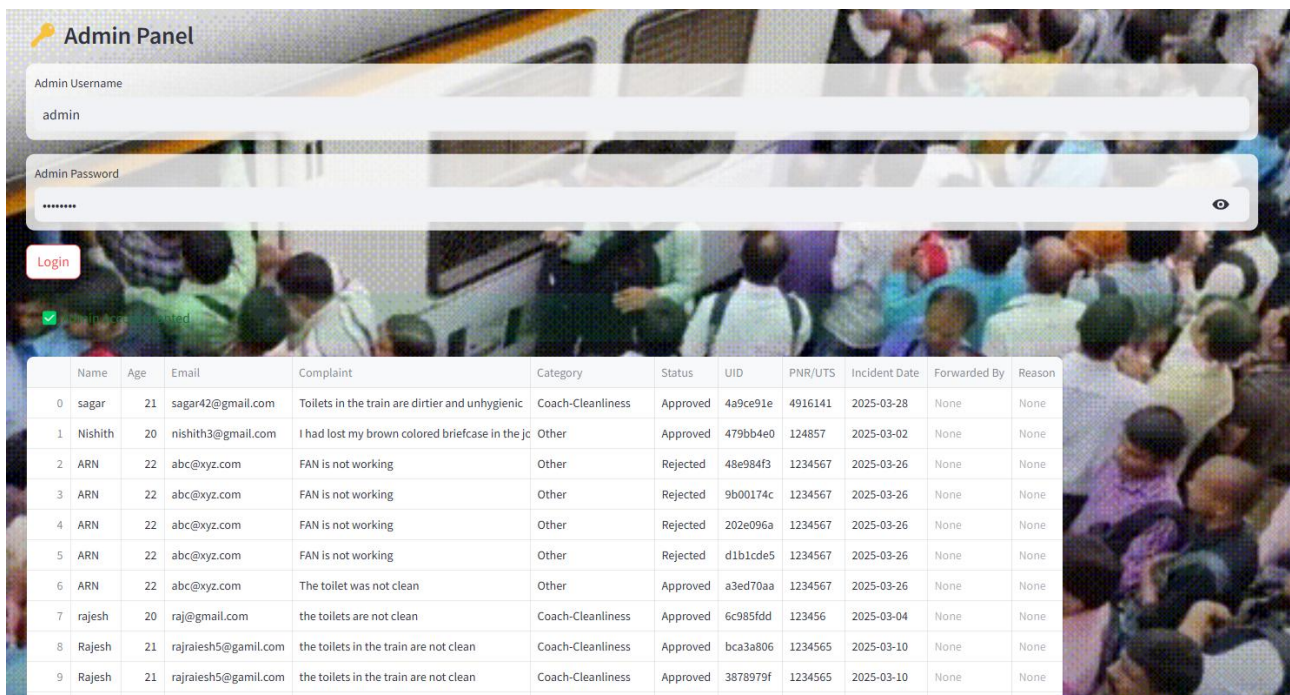 Admin Panel
Admin Username
admin
Admin Password
••••••••
Login
Name Age Email Complaint Category Status UID PNR/UTS Incident Date Forwarded By Reason
0 sagar 21 sagar42@gmail.com Toilets in the train are dirtier and unhygienic Coach-Cleanliness Approved 4a9ce91e 4916141 2025-03-28 None None
1 Nishith 20 nishith3@gmail.com I had lost my brown colored briefcase in the jo Other Approved 479bb4e0 124857 2025-03-02 None None
2 ARN 22 abc@xyz.com FAN is not working Other Rejected 48e984f3 1234567 2025-03-26 None None
3 ARN 22 abc@xyz.com FAN is not working Other Rejected 9b00174c 1234567 2025-03-26 None None
4 ARN 22 abc@xyz.com FAN is not working Other Rejected 202e096a 1234567 2025-03-26 None None
5 ARN 22 abc@xyz.com FAN is not working Other Rejected d1b1cde5 1234567 2025-03-26 None None
6 ARN 22 abc@xyz.com The toilet was not clean Other Approved a3ed70aa 1234567 2025-03-26 None None
7 rajesh 20 raj@gmail.com the toilets are not clean Coach-Cleanliness Approved 6c985fdd 123456 2025-03-04 None None
8 Rajesh 21 rajraiesh5@gamil.com the toilets in the train are not clean Coach-Cleanliness Approved bca3a806 1234565 2025-03-10 None None
9 Rajesh 21 rajraiesh5@gamil.com the toilets in the train are not clean Coach-Cleanliness Approved 3878979f 1234565 2025-03-10 None None